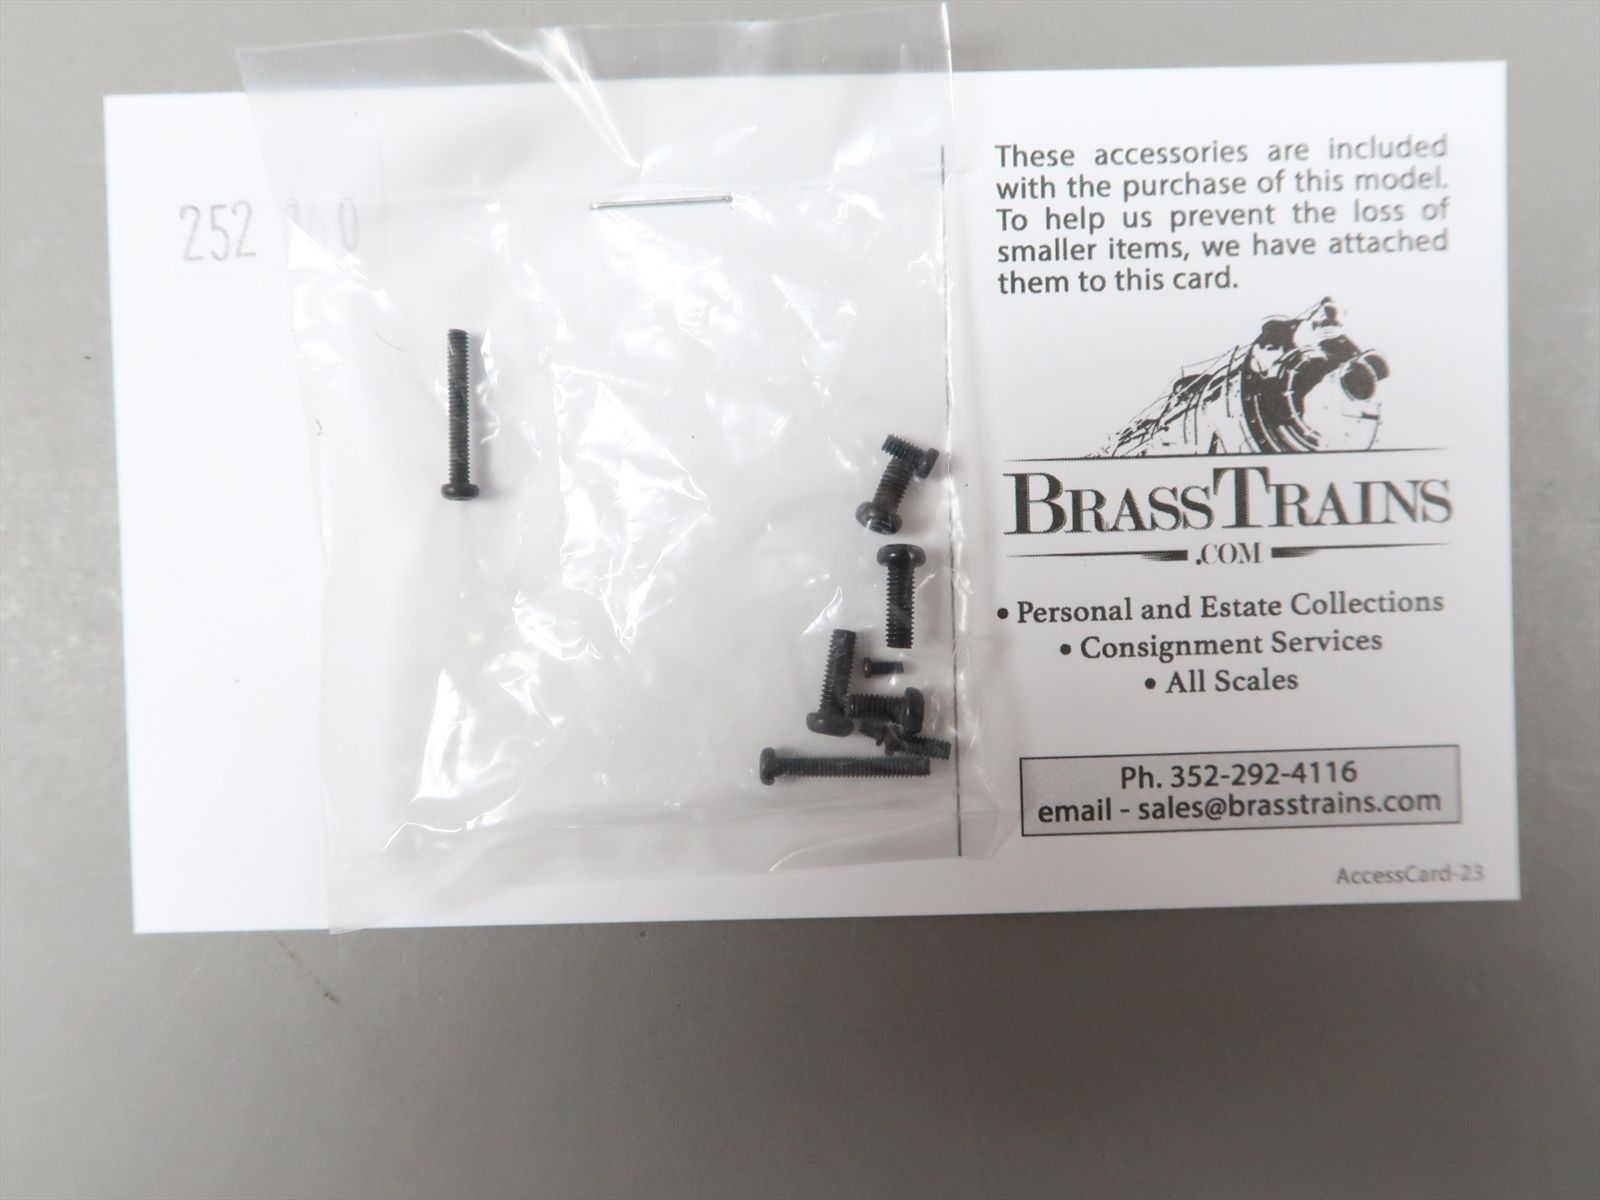 252
These accessories are included
with the purchase of this model.
To help us prevent the loss of
smaller items, we have attached
them to this card.
BRASSTRAINS
.COM
• Personal and Estate Collections
• Consignment Services
• All Scales
Ph. 352-292-4116
email - sales@brasstrains.com
AccessCard-23